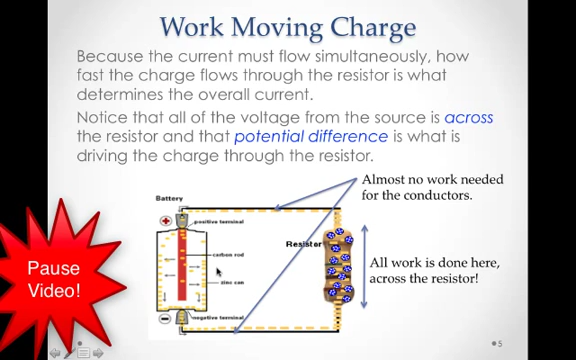 Work Moving Charge
Because the current must flow simultaneously, how
fast the charge flows through the resistor is what
determines the overall current.
Notice that all of the voltage from the source is across
the resistor and that potential difference is what is
driving the charge through the resistor.
Almost no work needed
for the conductors.
Battery
positive terminal
Resister
carbon rod
zinc can
negative terminal
All work is done here,
across the resistor!
Pause
Video!
5